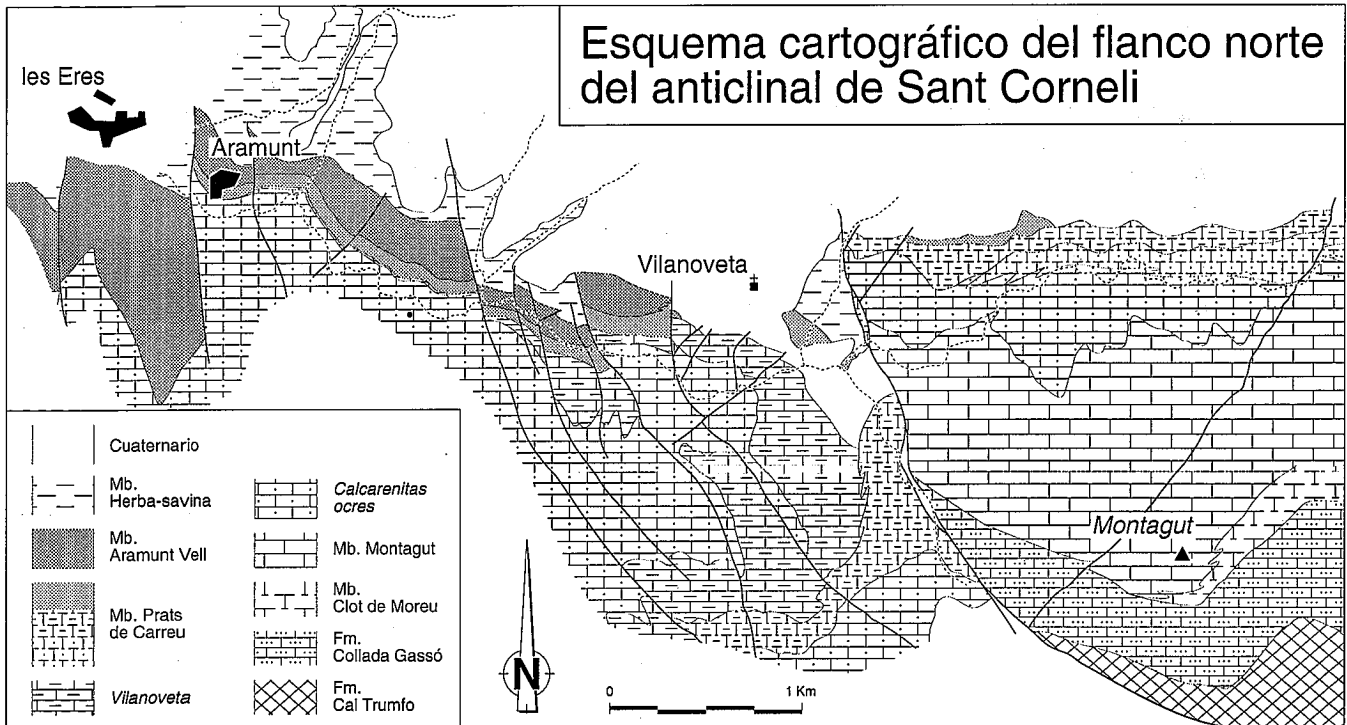 Esquema cartográfico del flanco norte
del anticlinal de Sant Corneli
les Eres
Aramunt
Vilanoveta
Montagut
Cuaternario
Mb.
Herba-savina
Mb.
Aramunt Vell
Mb. Prats
de Carreu
Vilanoveta
Calcarenitas
ocres
Mb. Montagut
Mb.
Clot de Moreu
Fm.
Collada Gassó
Fm.
Cal Trumfo
N
0 1 Km